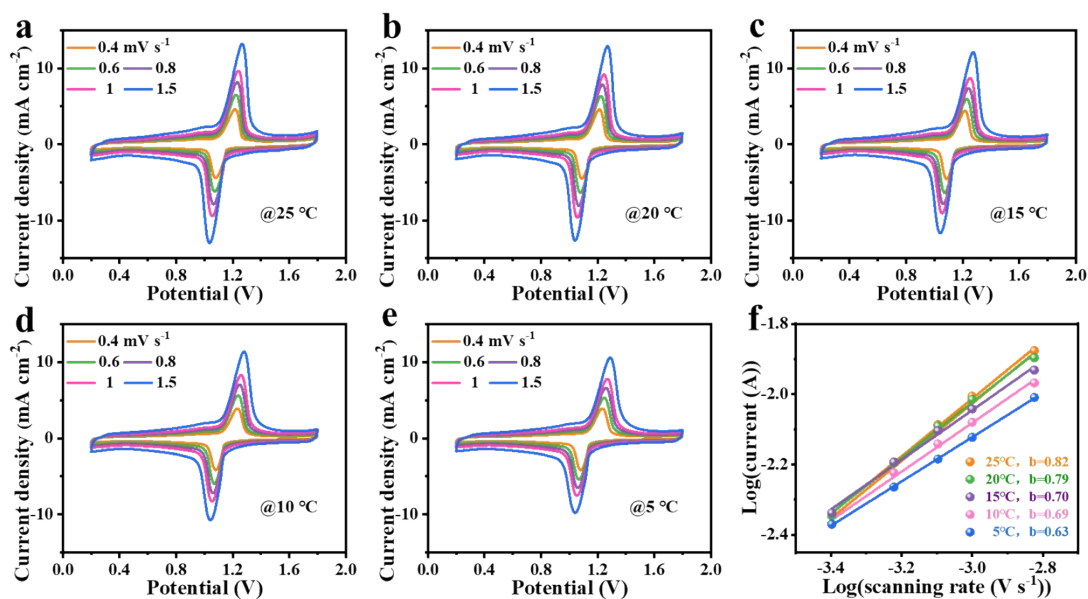 a
0.4 mV s⁻¹
0.6 0.8
1 1.5
@25 °C
10
0
-10
0.0 0.4 0.8 1.2 1.6 2.0
Current density (mA cm⁻²)
Potential (V)
b
0.4 mV s⁻¹
0.6 0.8
1 1.5
@20 °C
10
0
-10
0.0 0.4 0.8 1.2 1.6 2.0
Current density (mA cm⁻²)
Potential (V)
c
0.4 mV s⁻¹
0.6 0.8
1 1.5
@15 °C
10
0
-10
0.0 0.4 0.8 1.2 1.6 2.0
Current density (mA cm⁻²)
Potential (V)
d
0.4 mV s⁻¹
0.6 0.8
1 1.5
@10 °C
10
0
-10
0.0 0.4 0.8 1.2 1.6 2.0
Current density (mA cm⁻²)
Potential (V)
e
0.4 mV s⁻¹
0.6 0.8
1 1.5
@5 °C
10
0
-10
0.0 0.4 0.8 1.2 1.6 2.0
Current density (mA cm⁻²)
Potential (V)
f
-1.8
-2.0
-2.2
-2.4
25°C, b=0.82
20°C, b=0.79
15°C, b=0.70
10°C, b=0.69
5°C, b=0.63
-3.4 -3.2 -3.0 -2.8
Log(current (A))
Log(scanning rate (V s⁻¹))